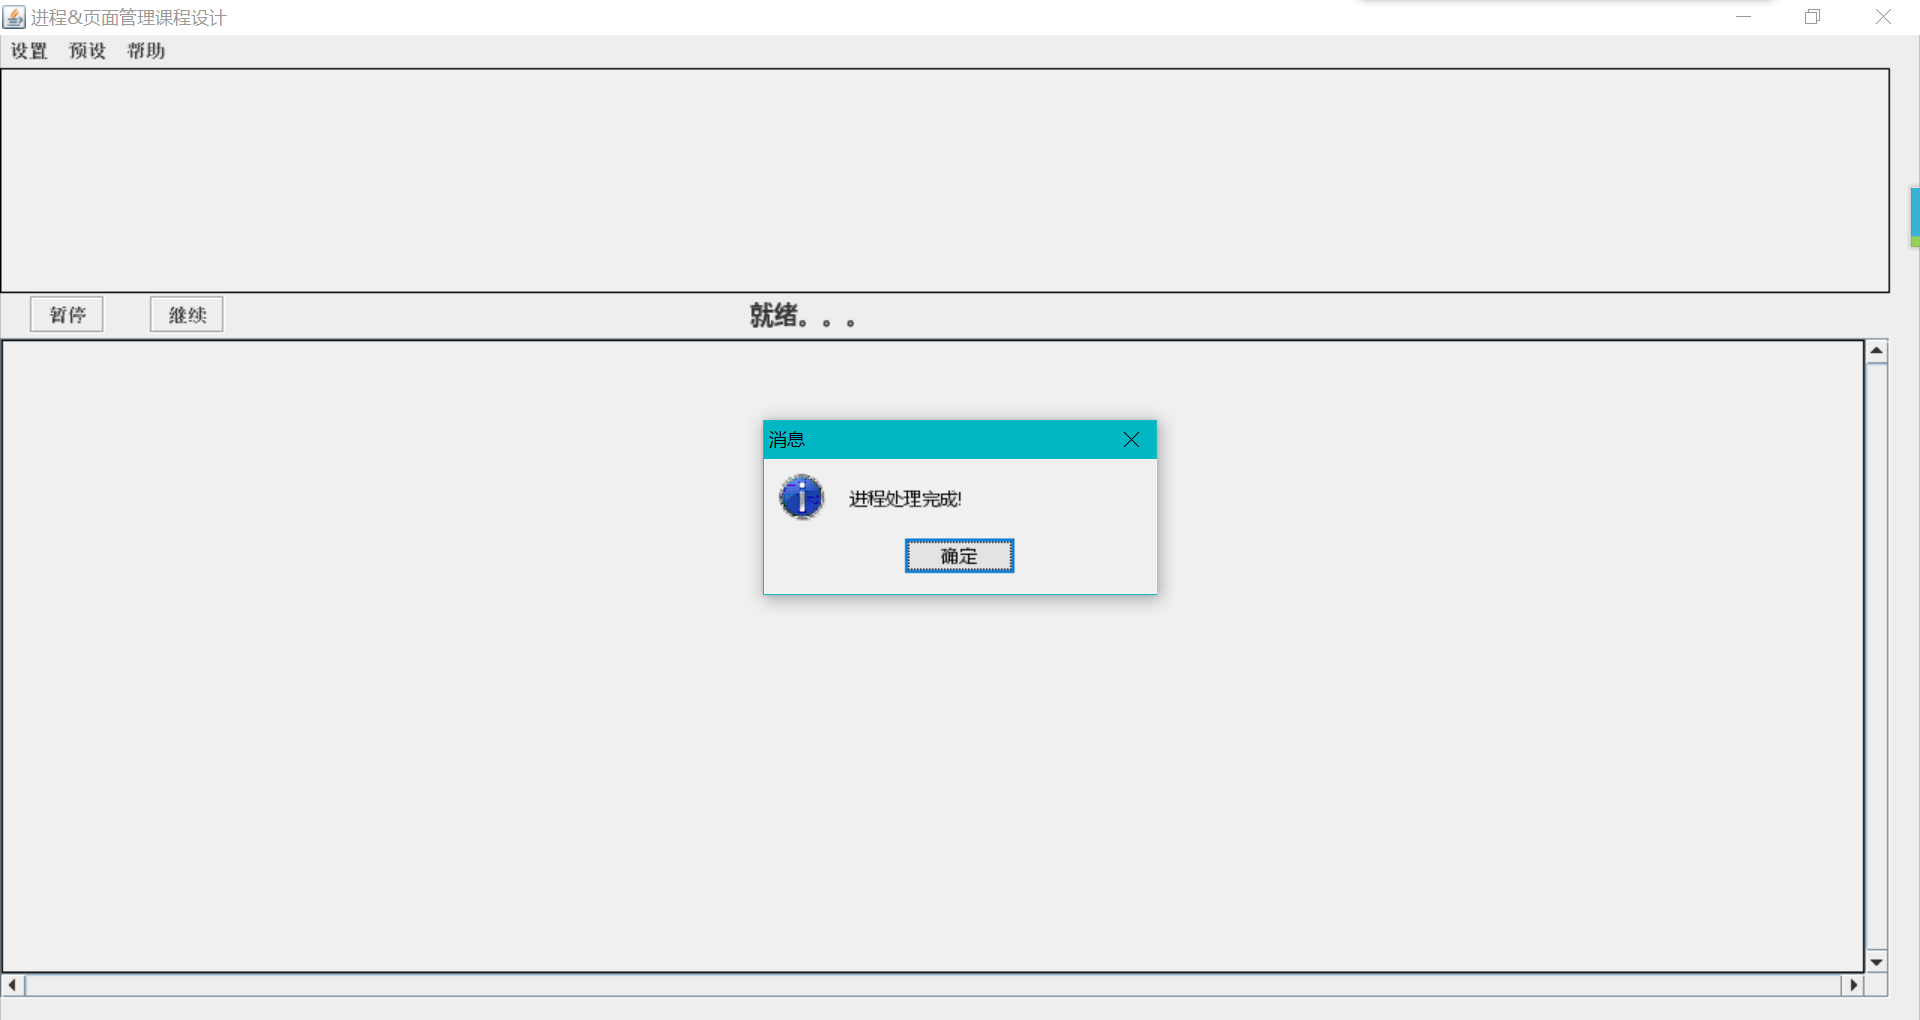 进程&页面管理课程设计
设置 预设 帮助
暂停 继续 就绪。。。
消息
进程处理完成!
确定